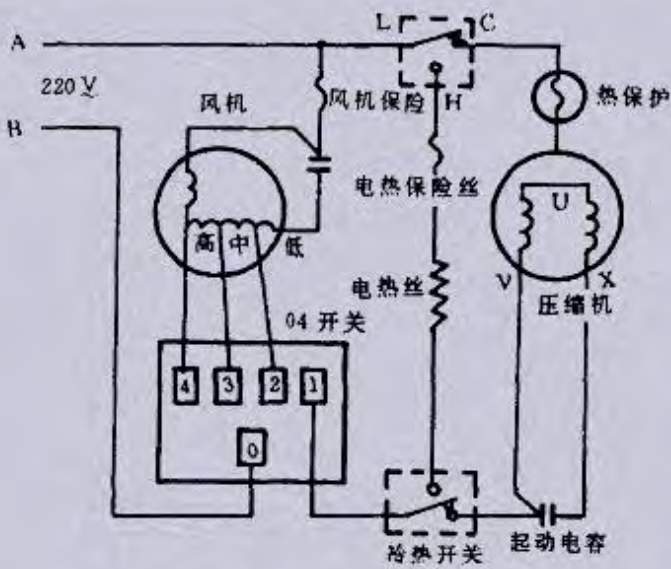 L C
A
220 V
风机
风机保险
H
热保护
B
电热保险丝
U
高 中 低
电热丝
V X
压缩机
04 开关
4 3 2 1
0
冷热开关
起动电容